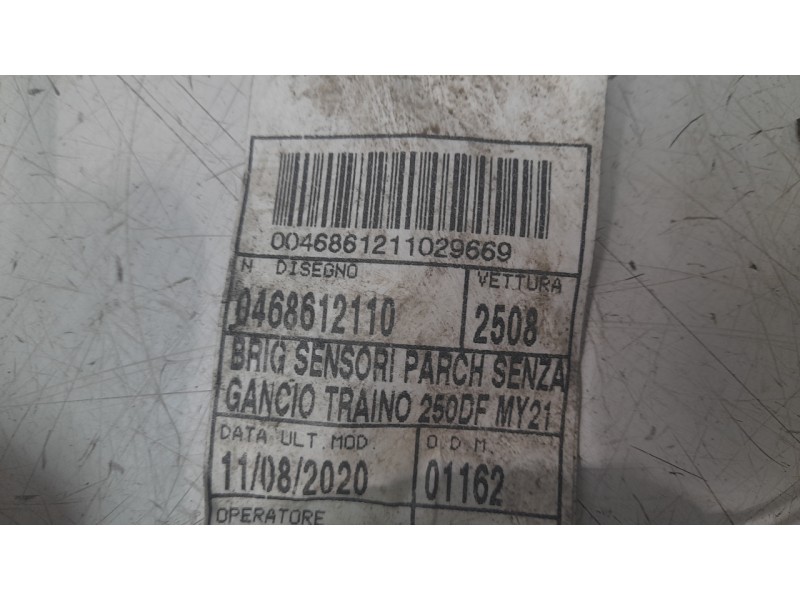 0046861211029669
N DISEGNO VETTURA
0468612110 2508
BRIG SENSORI PARCH SENZA
GANCIO TRAINO 250DF MY21
DATA ULT.MOD. O D M
11/08/2020 01162
OPERATORE